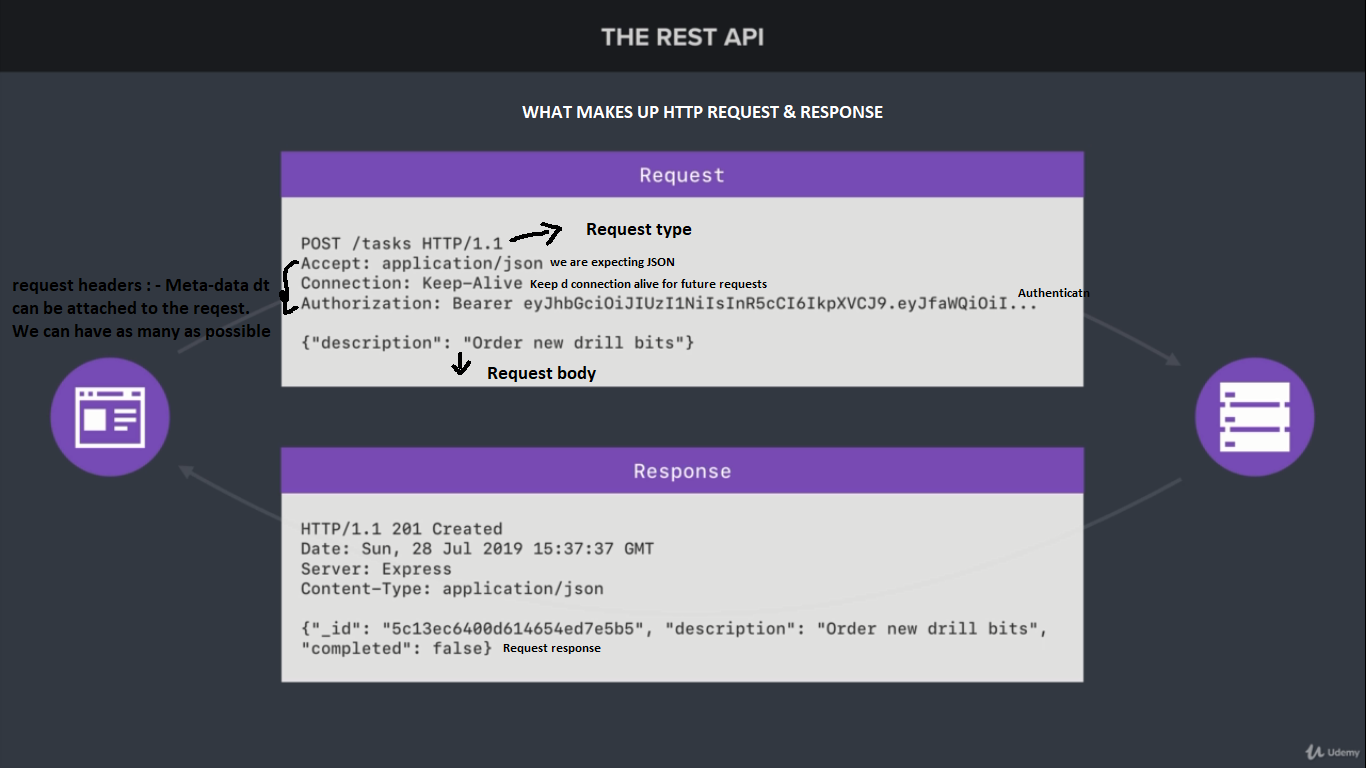 THE REST API
WHAT MAKES UP HTTP REQUEST & RESPONSE
Request
Request type
POST /tasks HTTP/1.1
Accept: application/json we are expecting JSON
Connection: Keep-Alive Keep d connection alive for future requests
Authorization: Bearer eyJhbGciOiJIUzI1NiIsInR5cCI6IkpXVCJ9.eyJfaWQiOiI... Authenticatn
request headers : - Meta-data dt
can be attached to the reqest.
We can have as many as possible
{"description": "Order new drill bits"}
Request body
Response
HTTP/1.1 201 Created
Date: Sun, 28 Jul 2019 15:37:37 GMT
Server: Express
Content-Type: application/json
{"_id": "5c13ec6400d614654ed7e5b5", "description": "Order new drill bits",
"completed": false} Request response
Udemy